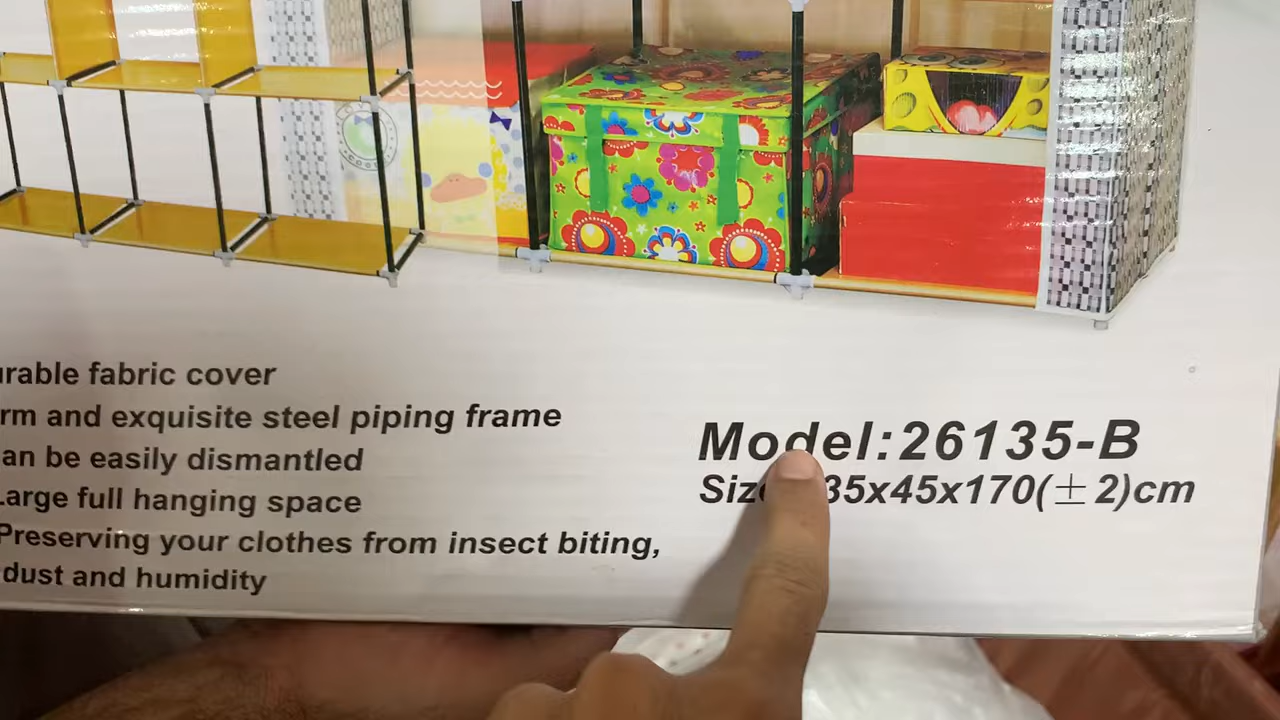 urable fabric cover
rm and exquisite steel piping frame
an be easily dismantled
Large full hanging space
Preserving your clothes from insect biting,
dust and humidity
Model:26135-B
Siz 35x45x170(±2)cm